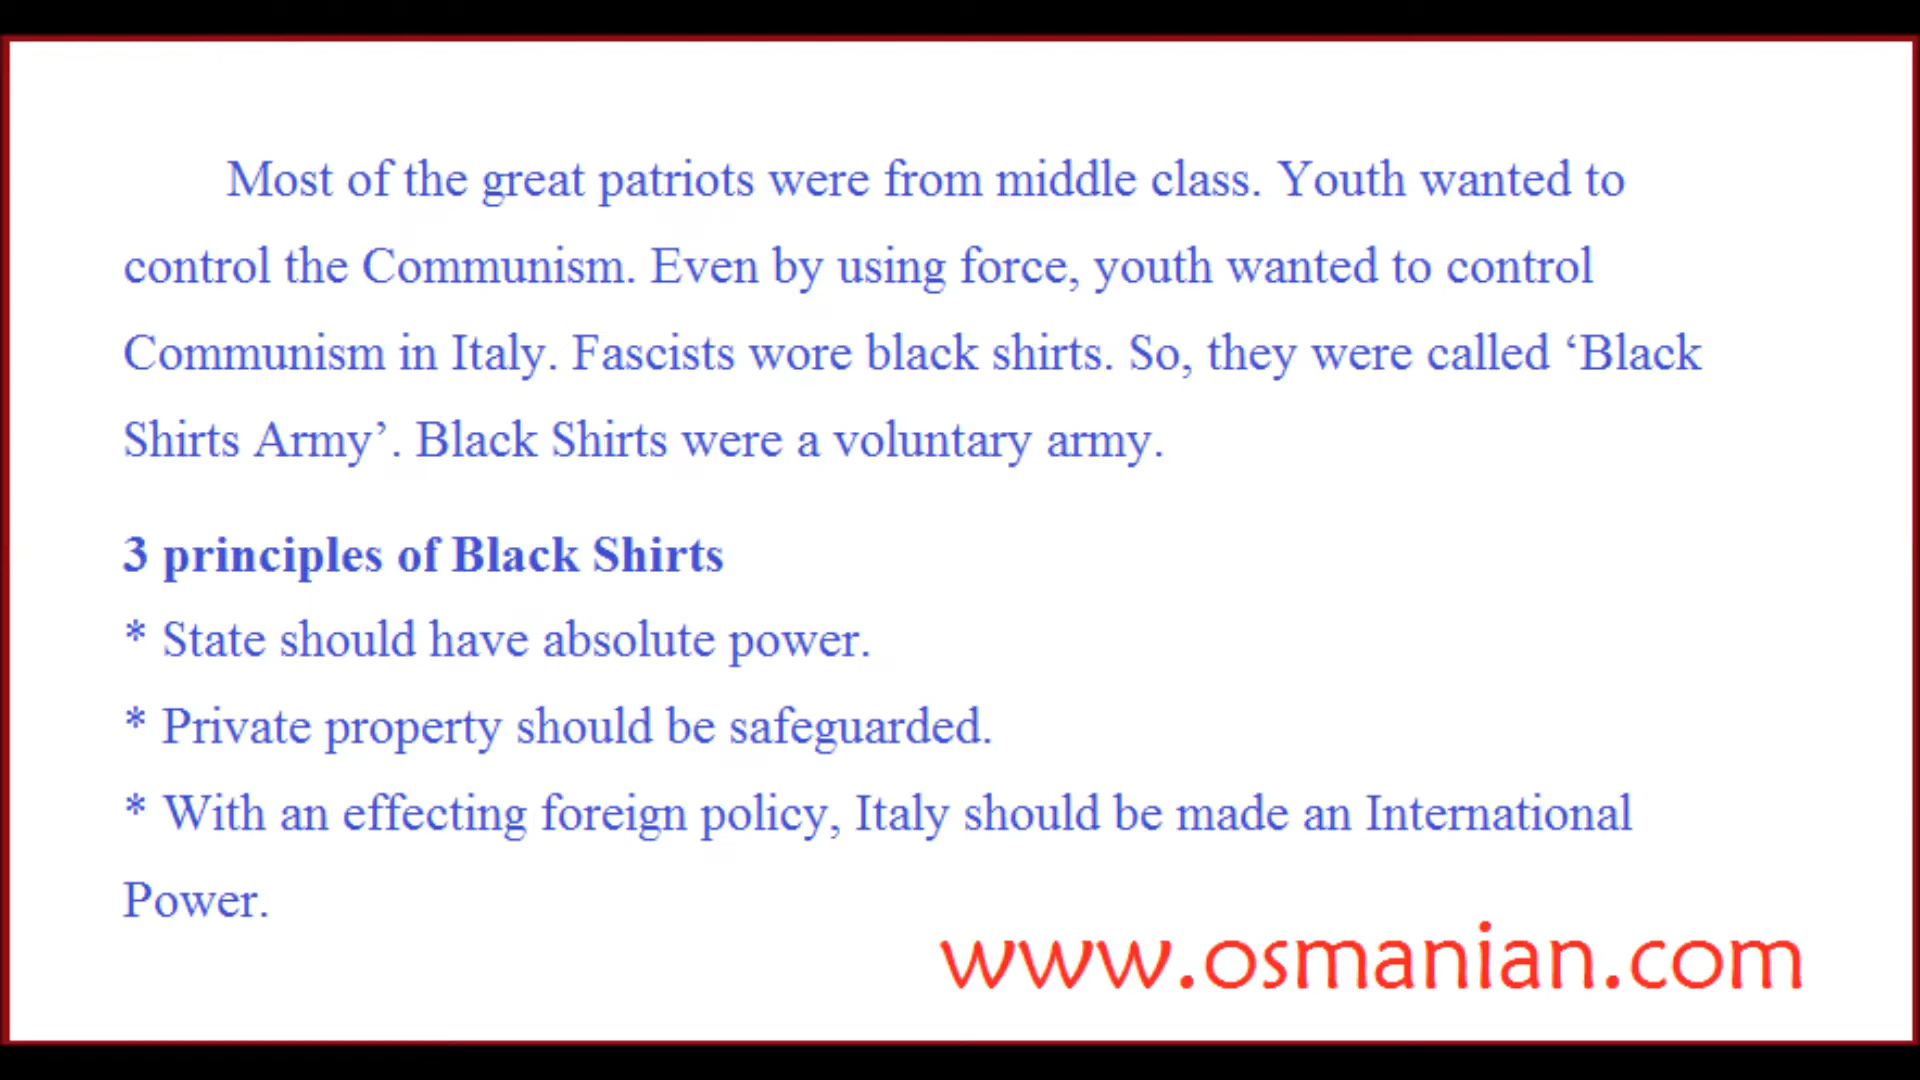 Most of the great patriots were from middle class. Youth wanted to
control the Communism. Even by using force, youth wanted to control
Communism in Italy. Fascists wore black shirts. So, they were called ‘Black
Shirts Army’. Black Shirts were a voluntary army.
3 principles of Black Shirts
* State should have absolute power.
* Private property should be safeguarded.
* With an effecting foreign policy, Italy should be made an International
Power.
www.osmanian.com